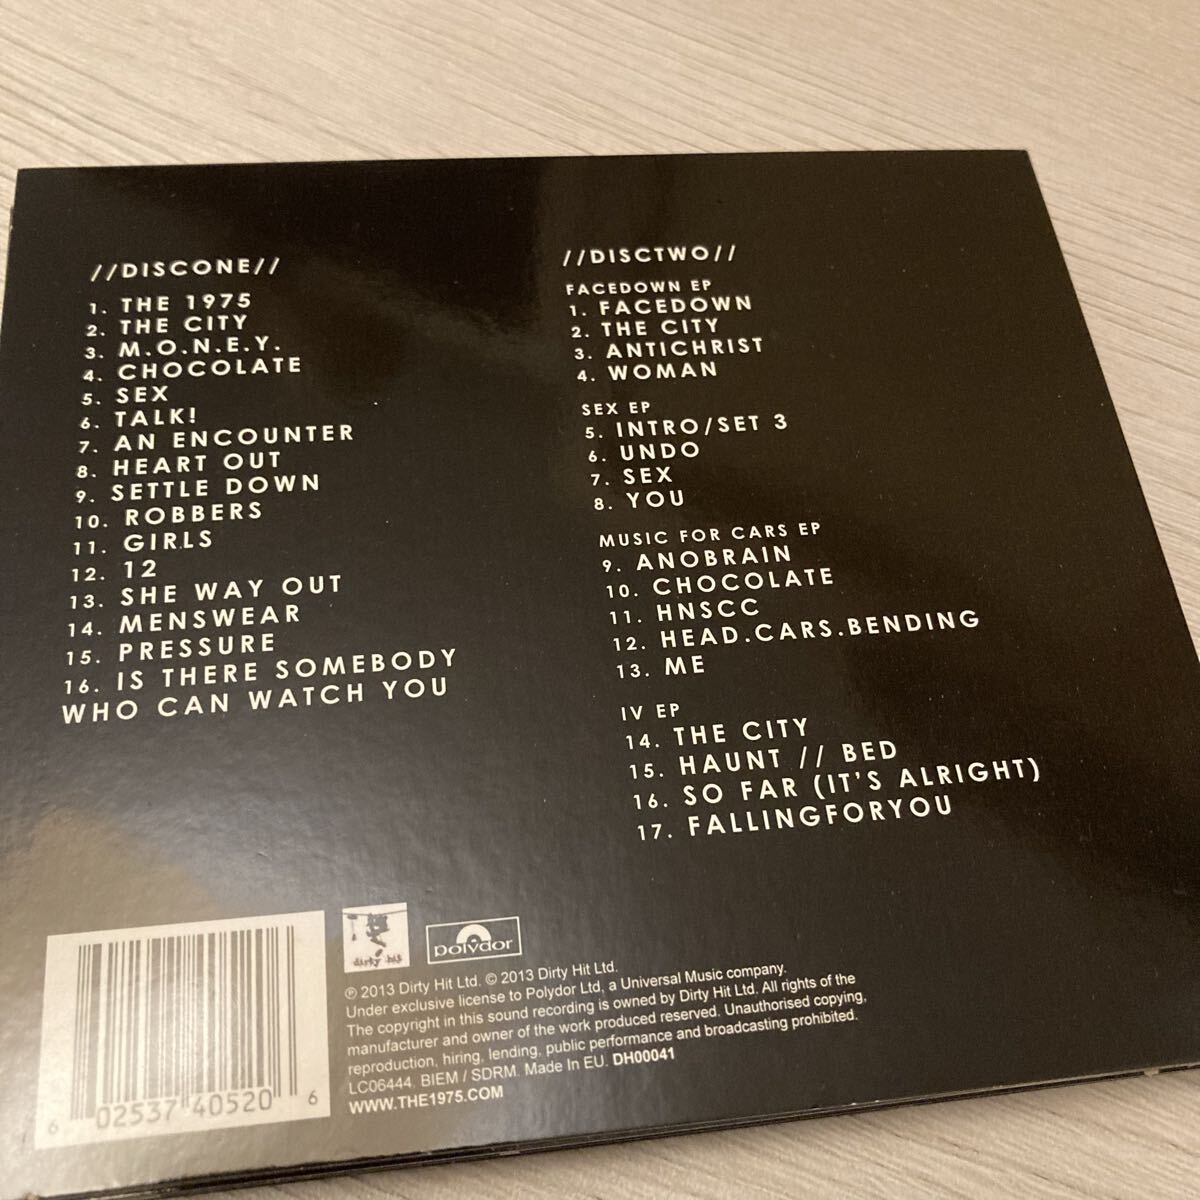 //DISCONE//
1. THE 1975
2. THE CITY
3. M.O.N.E.Y.
4. CHOCOLATE
5. SEX
6. TALK!
7. AN ENCOUNTER
8. HEART OUT
9. SETTLE DOWN
10. ROBBERS
11. GIRLS
12. 12
13. SHE WAY OUT
14. MENSWEAR
15. PRESSURE
16. IS THERE SOMEBODY
WHO CAN WATCH YOU
//DISCTWO//
FACEDOWN EP
1. FACEDOWN
2. THE CITY
3. ANTICHRIST
4. WOMAN
SEX EP
5. INTRO/SET 3
6. UNDO
7. SEX
8. YOU
MUSIC FOR CARS EP
9. ANOBRAIN
10. CHOCOLATE
11. HNSCC
12. HEAD.CARS.BENDING
13. ME
IV EP
14. THE CITY
15. HAUNT // BED
16. SO FAR (IT'S ALRIGHT)
17. FALLINGFORYOU
6 02537 40520 6
dirty hit
polydor
℗ 2013 Dirty Hit Ltd. © 2013 Dirty Hit Ltd.
Under exclusive license to Polydor Ltd, a Universal Music company.
The copyright in this sound recording is owned by Dirty Hit Ltd. All rights of the
manufacturer and owner of the work produced reserved. Unauthorised copying,
reproduction, hiring, lending, public performance and broadcasting prohibited.
LC06444. BIEM / SDRM. Made In EU. DH00041
WWW.THE1975.COM